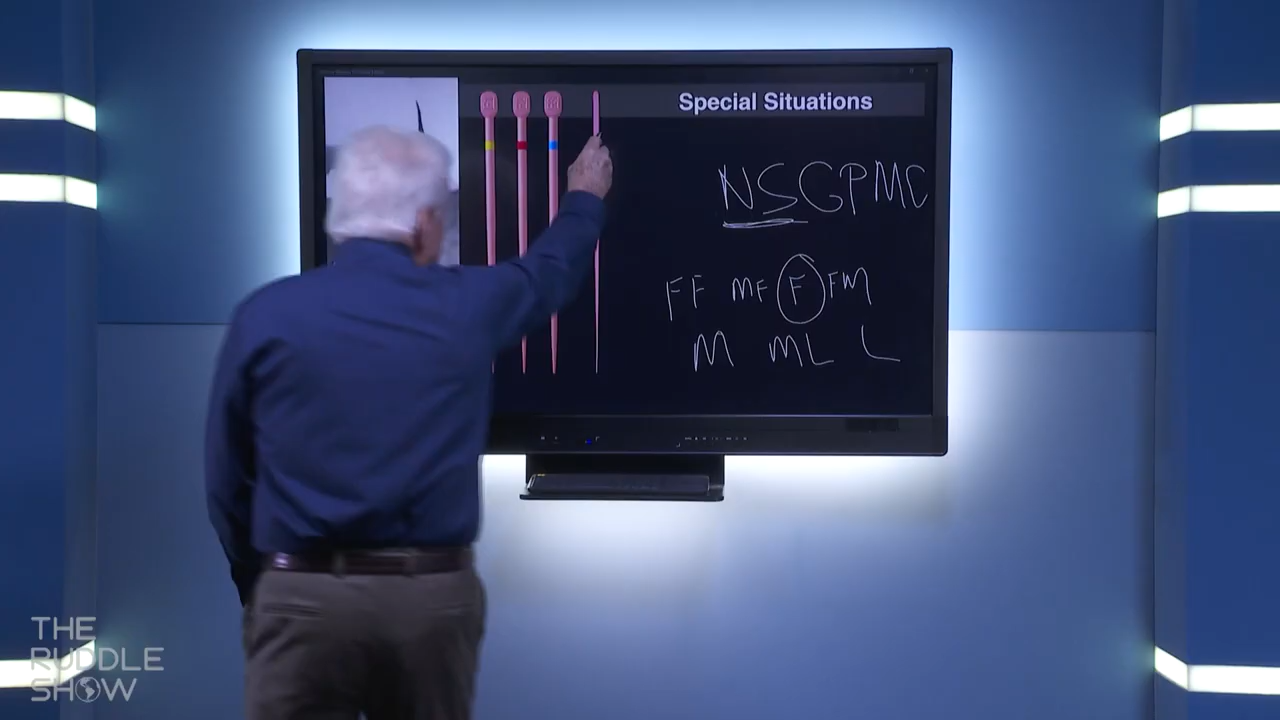 Special Situations
NSGPMC
FF MF F FM
M ML L
THE
RUDDLE
SHOW